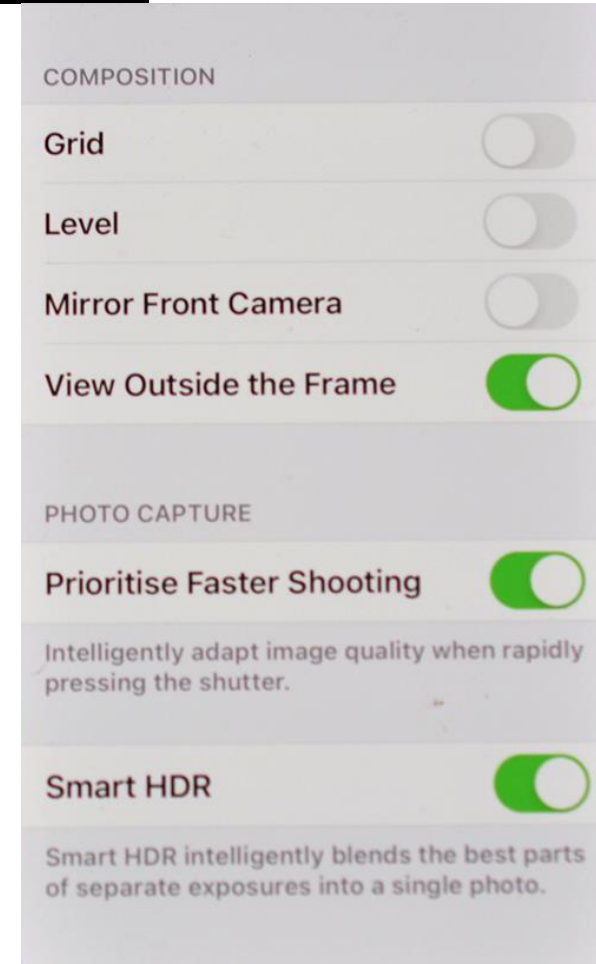 COMPOSITION
Grid
Level
Mirror Front Camera
View Outside the Frame
PHOTO CAPTURE
Prioritise Faster Shooting
Intelligently adapt image quality when rapidly
pressing the shutter.
Smart HDR
Smart HDR intelligently blends the best parts
of separate exposures into a single photo.